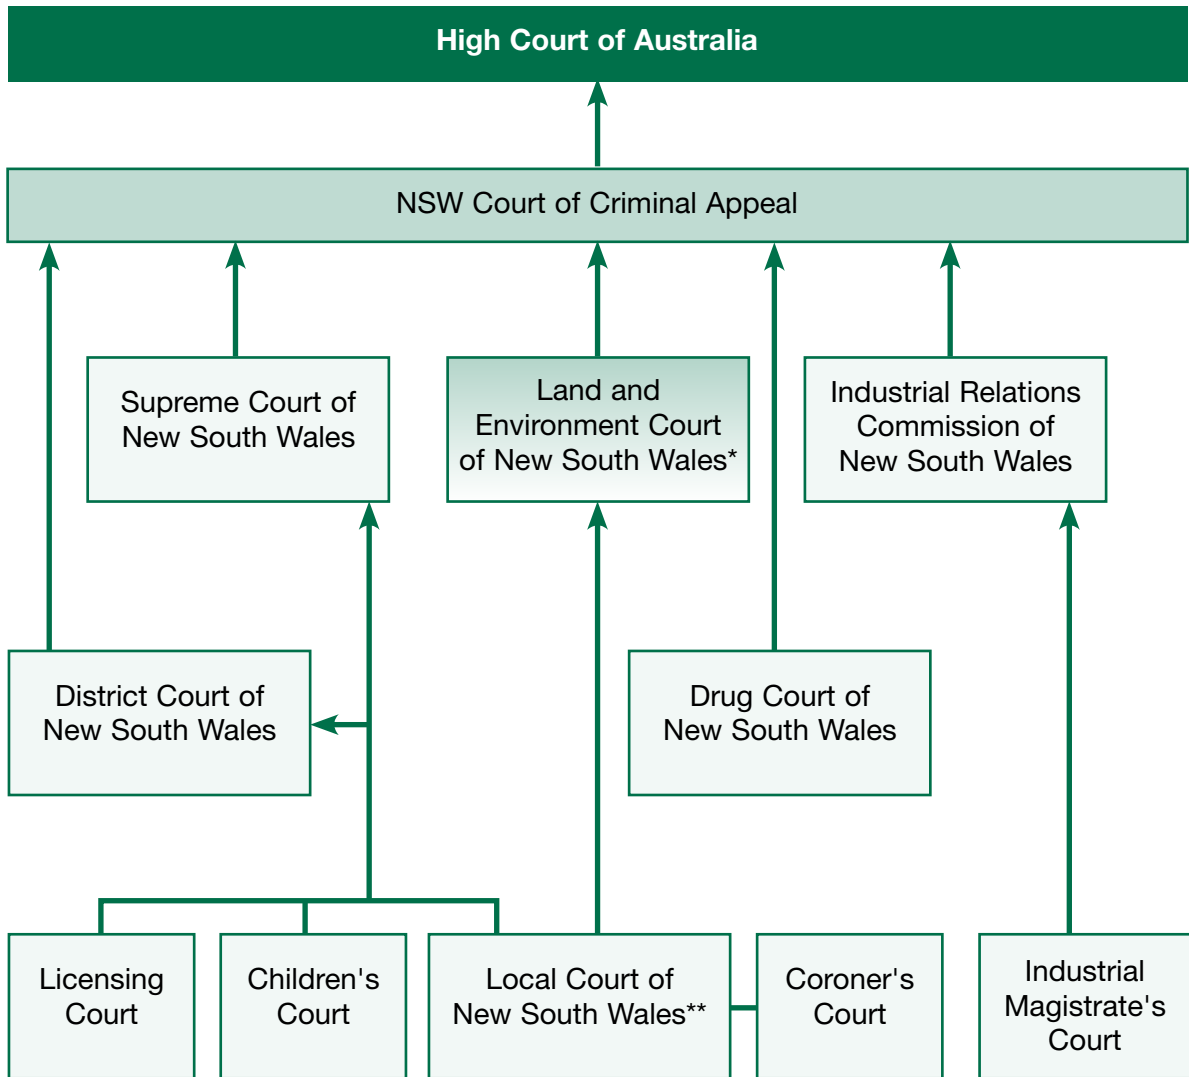 High Court of Australia
NSW Court of Criminal Appeal
Supreme Court of
New South Wales
Land and
Environment Court
of New South Wales*
Industrial Relations
Commission of
New South Wales
District Court of
New South Wales
Drug Court of
New South Wales
Licensing
Court
Children's
Court
Local Court of
New South Wales**
Coroner's
Court
Industrial
Magistrate's
Court